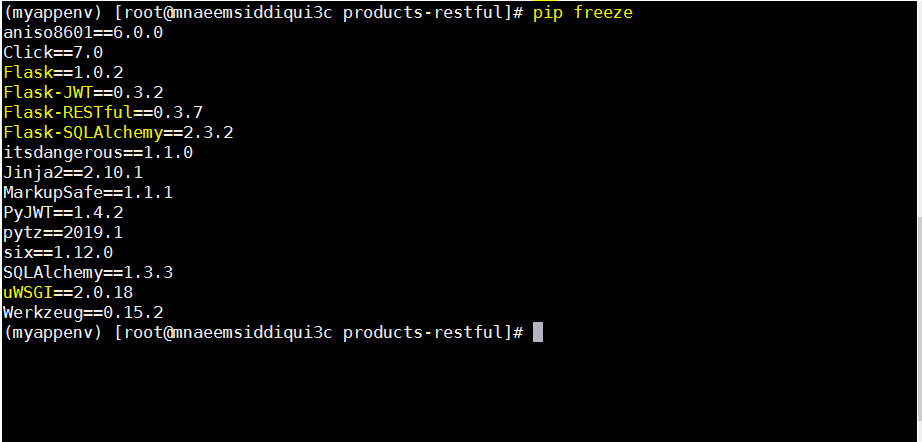 (myappenv) [root@mnaeemsiddiqui3c products-restful]# pip freeze
aniso8601==6.0.0
Click==7.0
Flask==1.0.2
Flask-JWT==0.3.2
Flask-RESTful==0.3.7
Flask-SQLAlchemy==2.3.2
itsdangerous==1.1.0
Jinja2==2.10.1
MarkupSafe==1.1.1
PyJWT==1.4.2
pytz==2019.1
six==1.12.0
SQLAlchemy==1.3.3
uWSGI==2.0.18
Werkzeug==0.15.2
(myappenv) [root@mnaeemsiddiqui3c products-restful]#